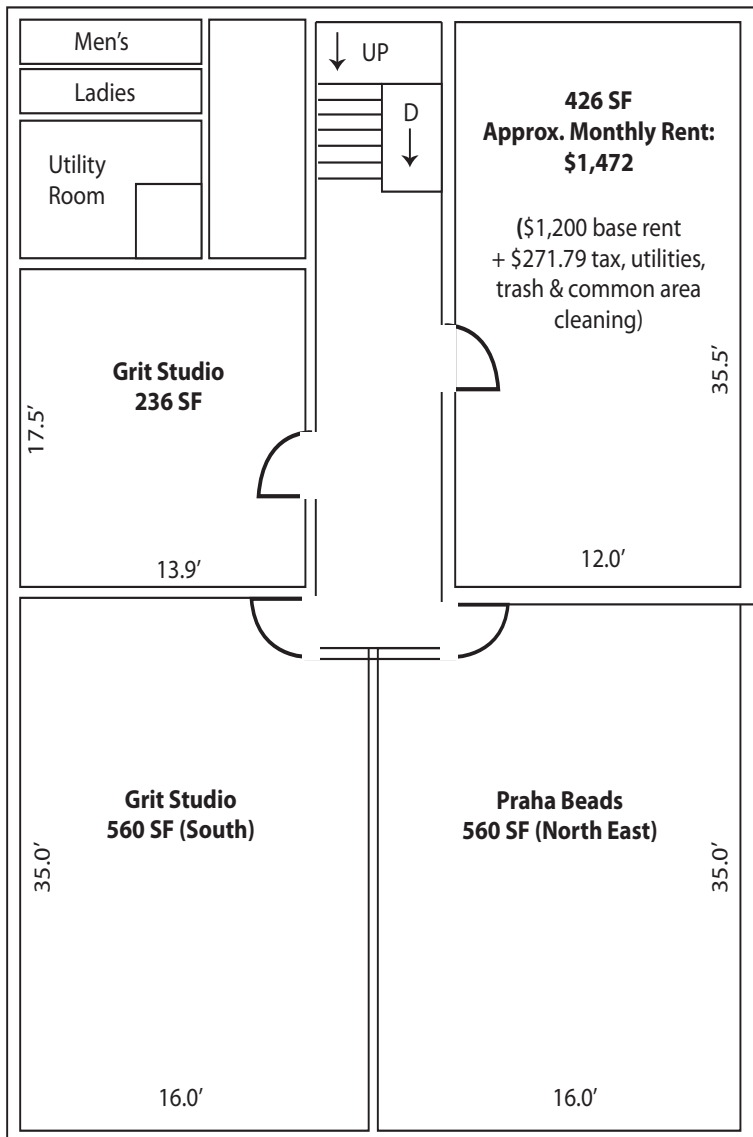 Men's
Ladies
Utility
Room
UP
D
426 SF
Approx. Monthly Rent:
$1,472
($1,200 base rent
+ $271.79 tax, utilities,
trash & common area
cleaning)
35.5'
12.0'
Grit Studio
236 SF
17.5'
13.9'
Grit Studio
560 SF (South)
35.0'
16.0'
Praha Beads
560 SF (North East)
35.0'
16.0'